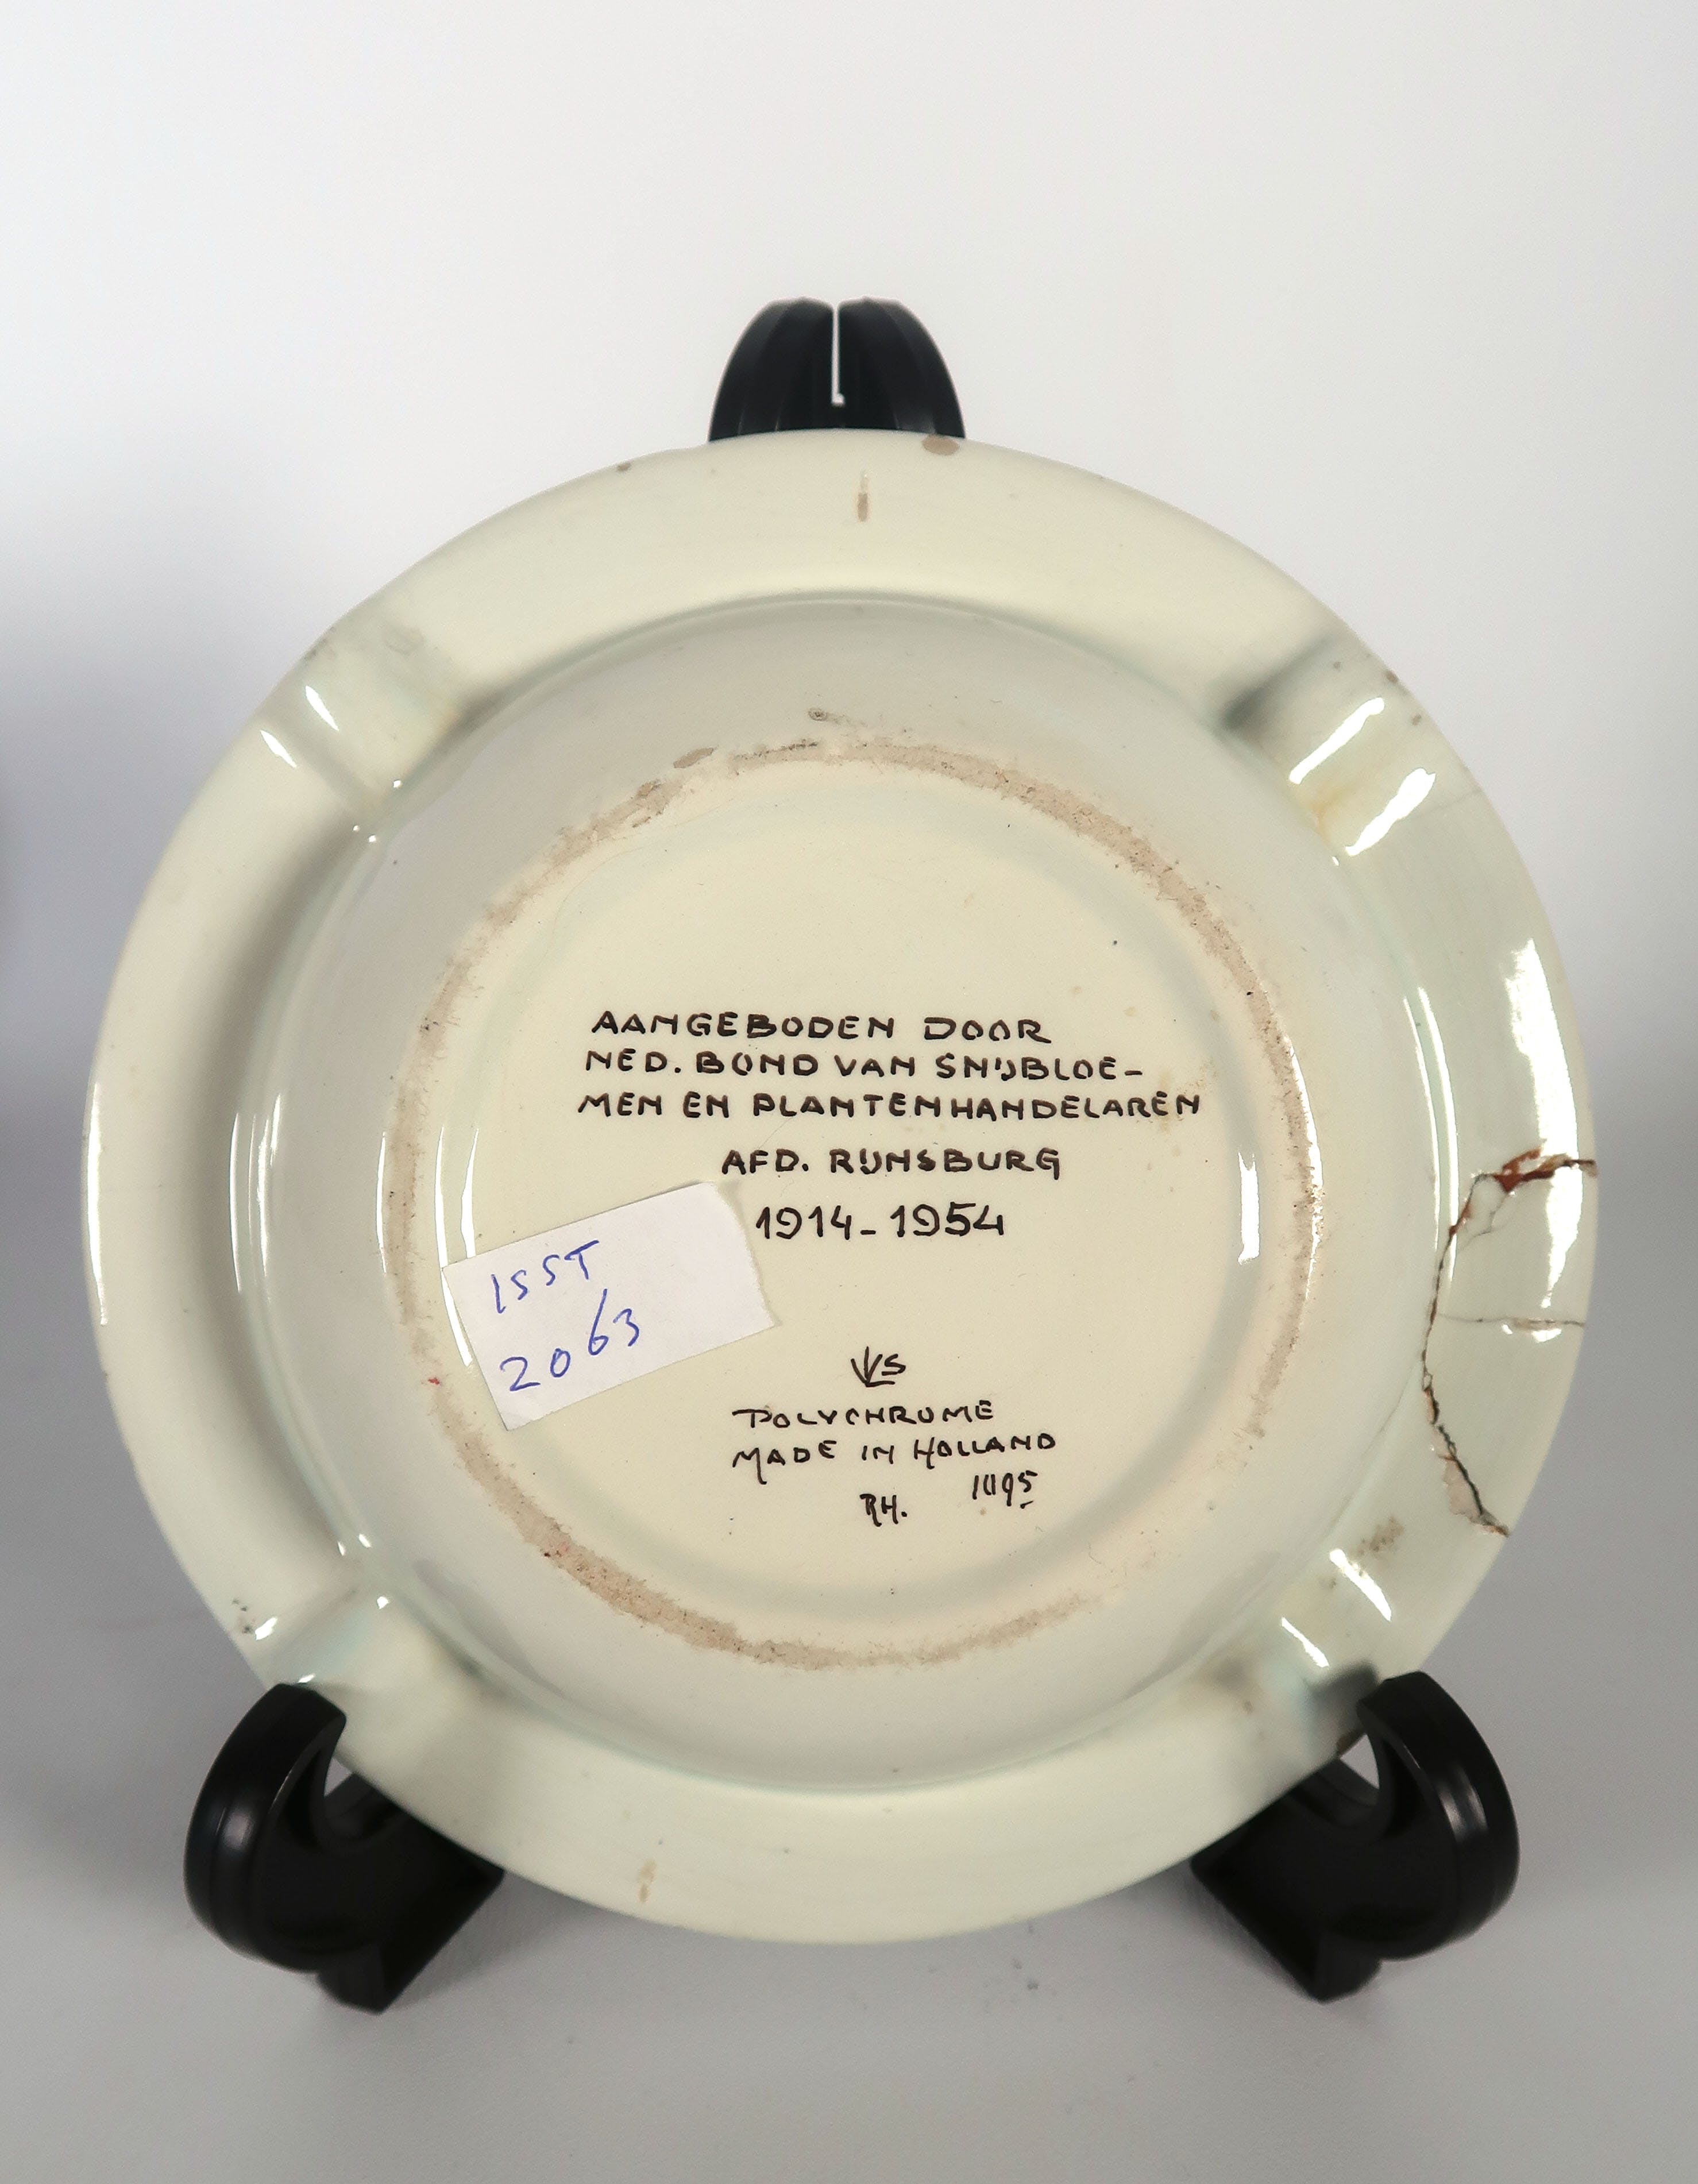 AANGEBODEN DOOR
NED. BOND VAN SNIJBLOE-
MEN EN PLANTENHANDELAREN
AFD. RIJNSBURG
1914-1954
ISST
2063
POLYCHROME
MADE IN HOLLAND
RH.